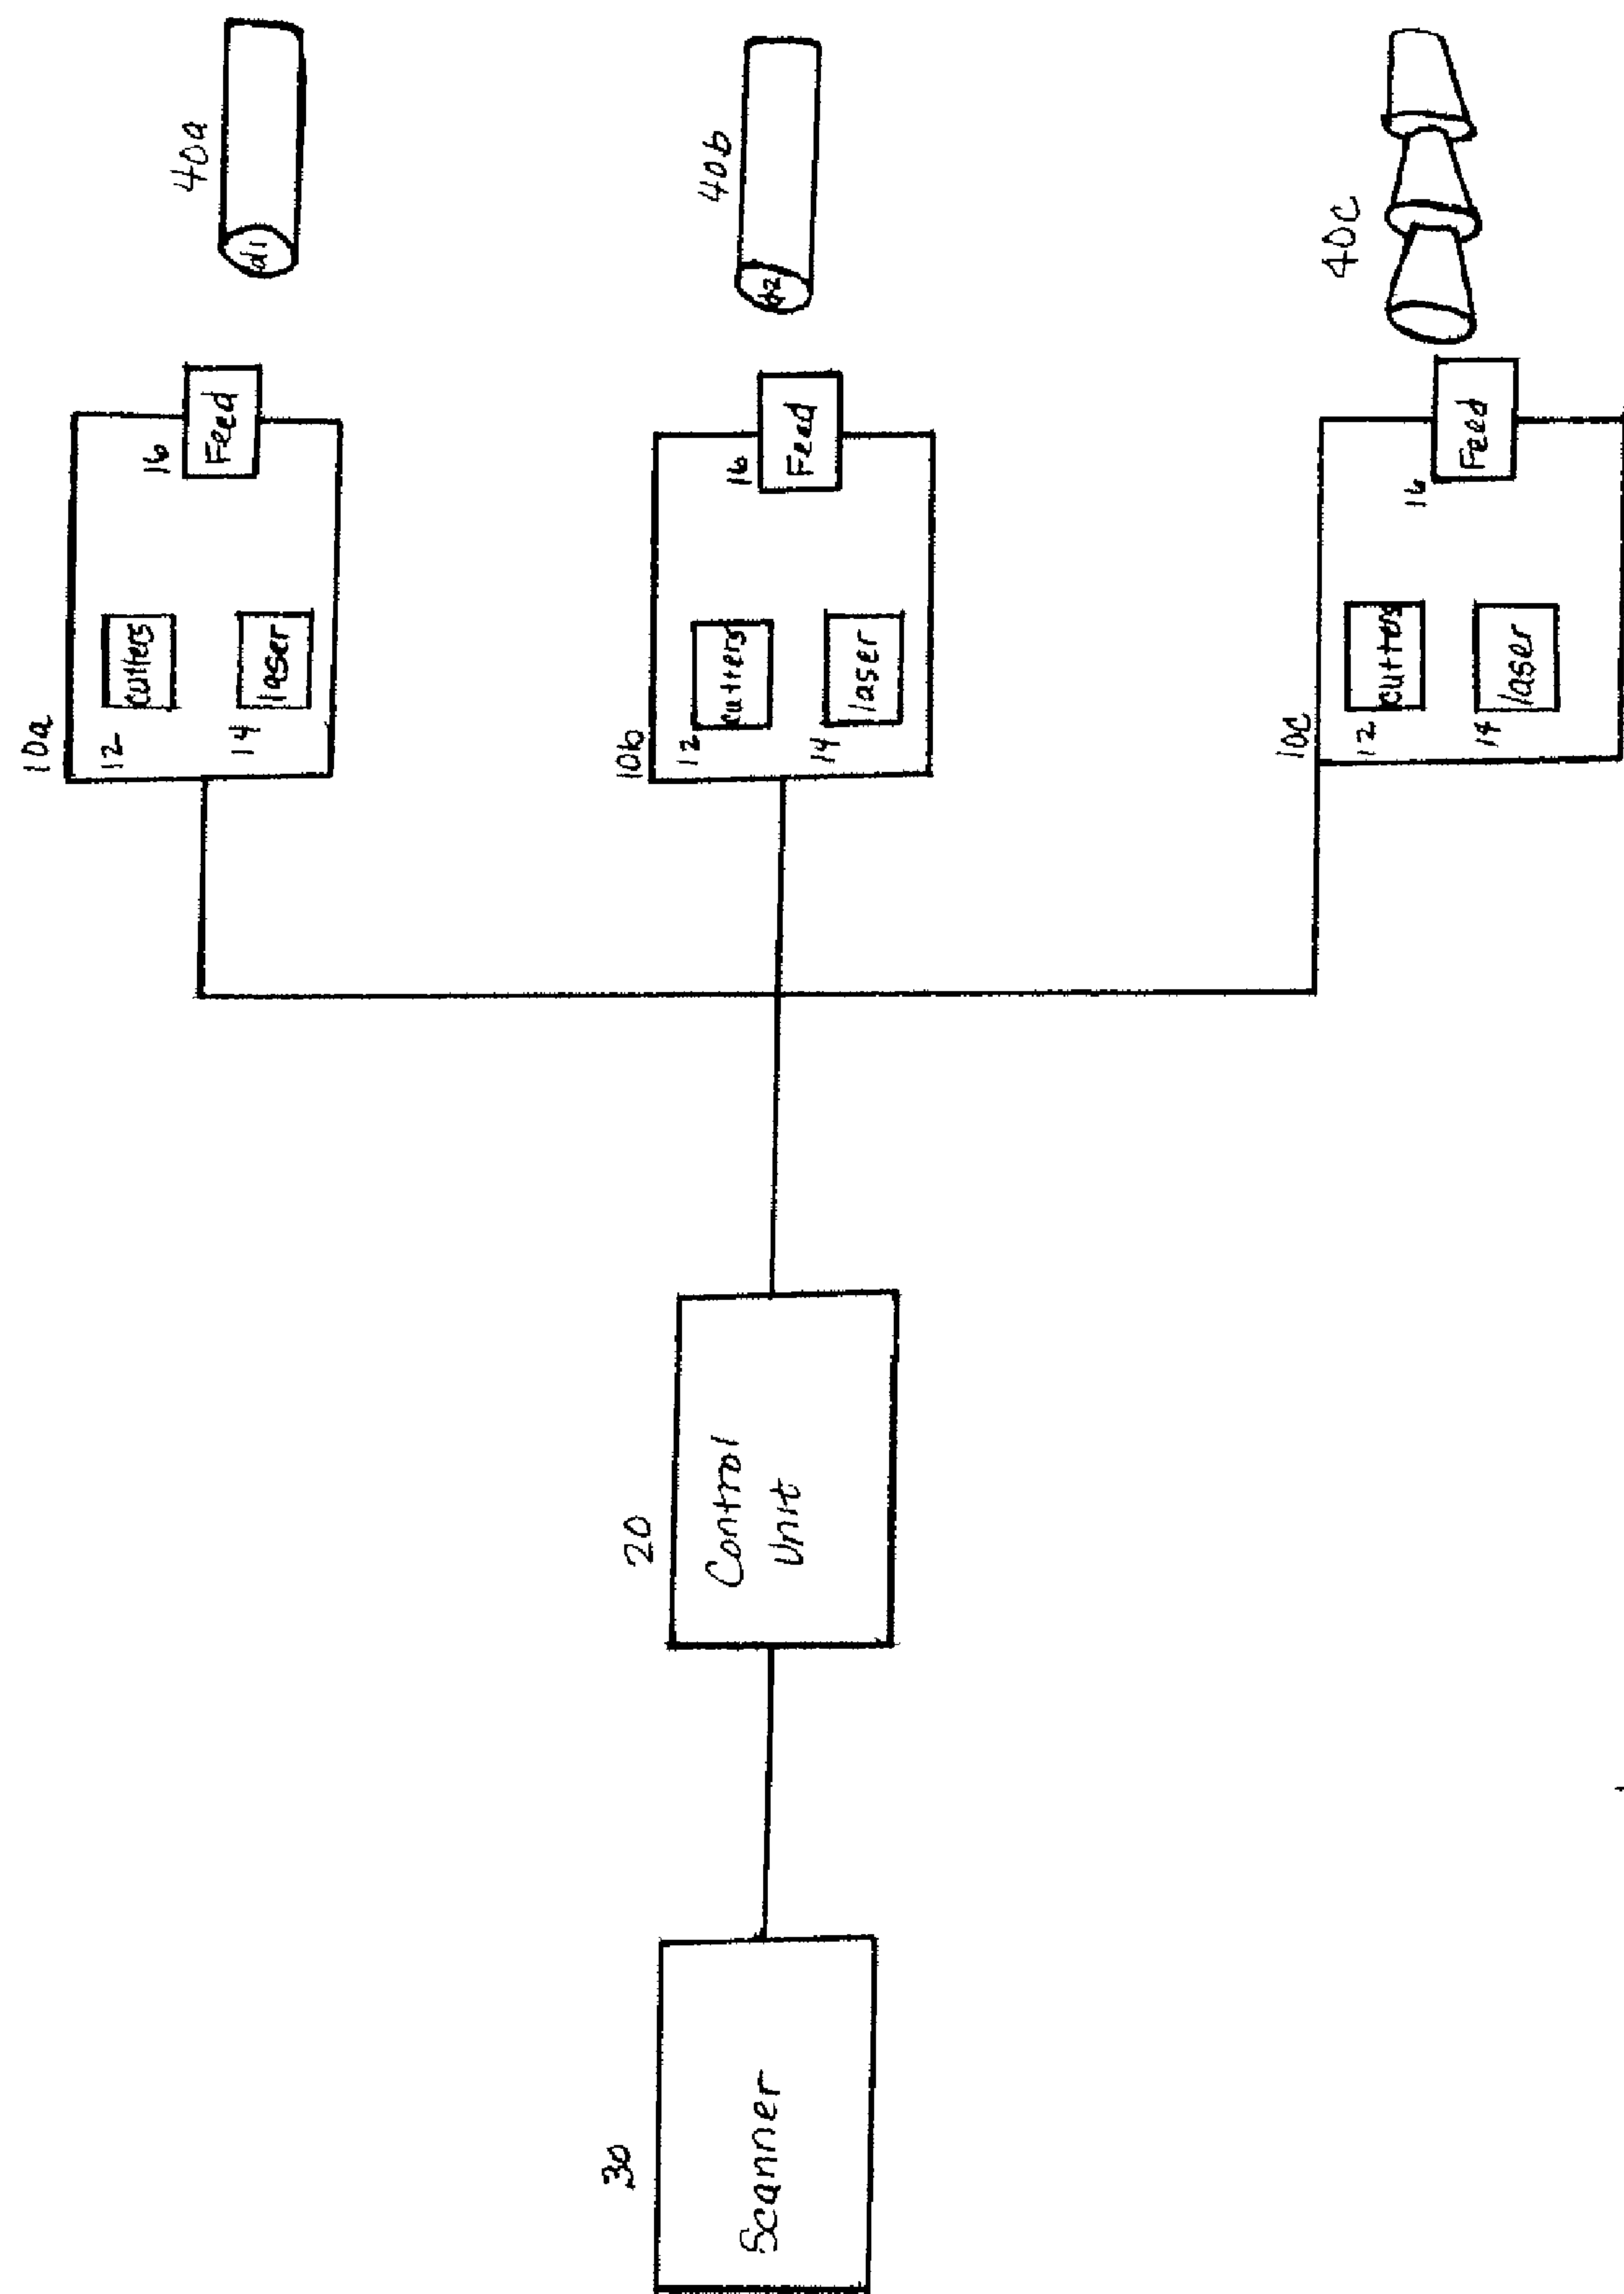 30
Scanner
20
Control
Unit
10a
12
cutters
14
laser
16
Feed
40a
d1
10b
12
cutters
14
laser
16
Feed
40b
d2
10c
12
cutters
14
laser
16
Feed
40c